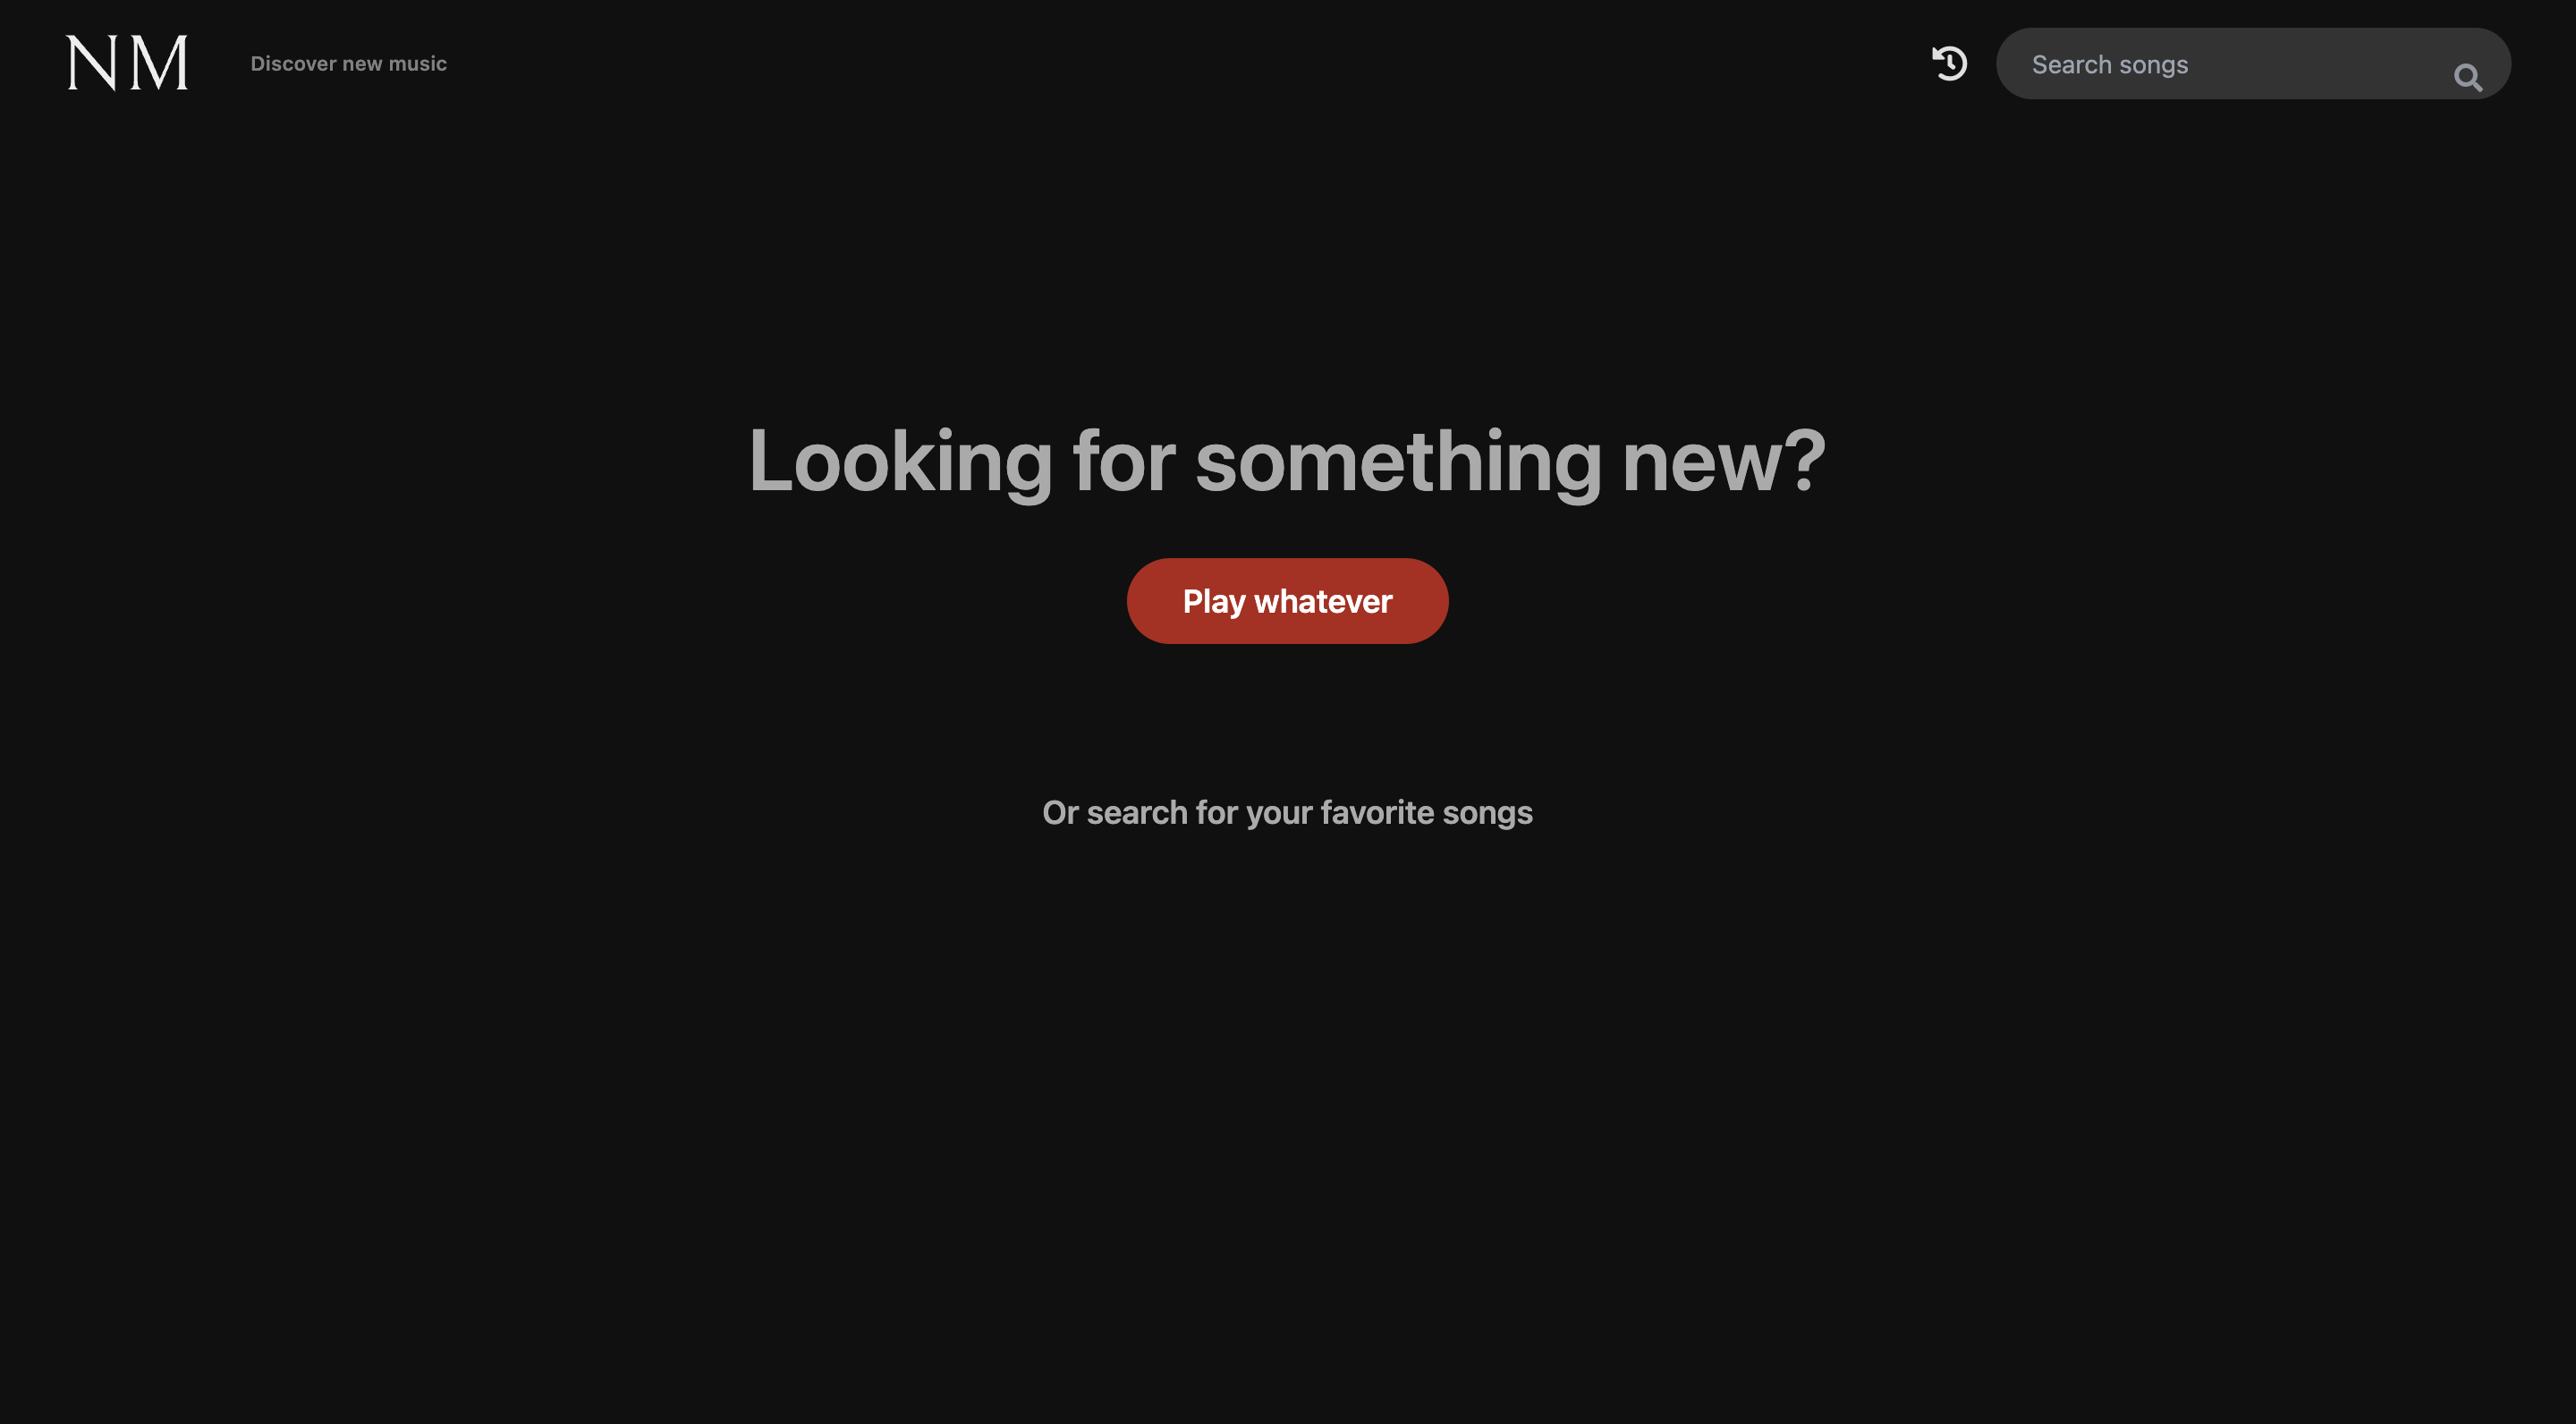 NM
Discover new music
Search songs
Looking for something new?
Play whatever
Or search for your favorite songs